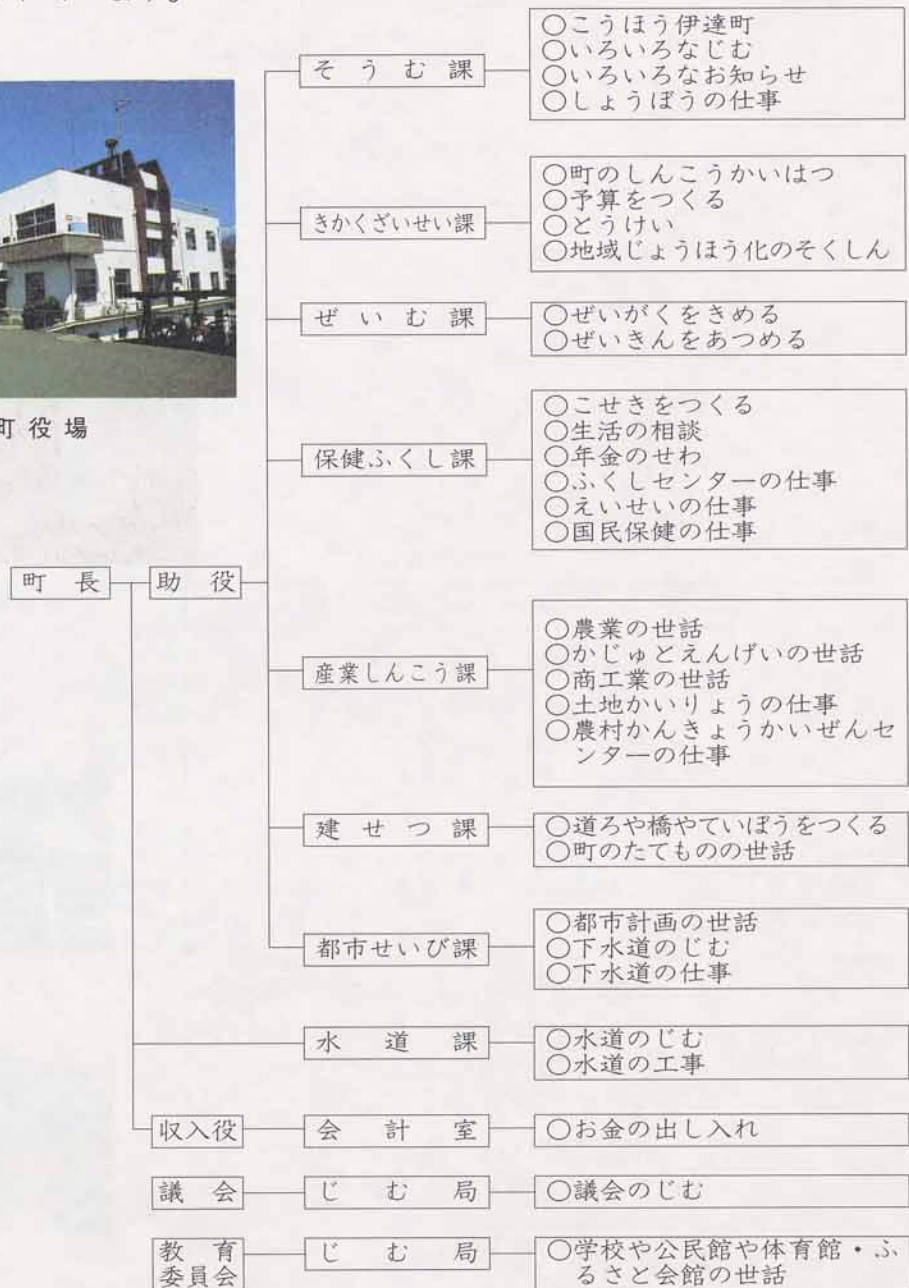 そうむ課
○こうほう伊達町
○いろいろなじむ
○いろいろなお知らせ
○しょうぼうの仕事
きかくざいせい課
○町のしんこうかいはつ
○予算をつくる
○とうけい
○地域じょうほう化のそくしん
ぜいむ課
○ぜいがくをきめる
○ぜいきんをあつめる
町役場
保健ふくし課
○こせきをつくる
○生活の相談
○年金のせわ
○ふくしセンターの仕事
○えいせいの仕事
○国民保健の仕事
町長
助役
産業しんこう課
○農業の世話
○かじゅとえんげいの世話
○商工業の世話
○土地かいりょうの仕事
○農村かんきょうかいぜんセ
ンターの仕事
建せつ課
○道ろや橋やていぼうをつくる
○町のたてものの世話
都市せいび課
○都市計画の世話
○下水道のじむ
○下水道の仕事
水道課
○水道のじむ
○水道の工事
収入役
会計室
○お金の出し入れ
議会
じむ局
○議会のじむ
教育
委員会
じむ局
○学校や公民館や体育館・ふ
るさと会館の世話